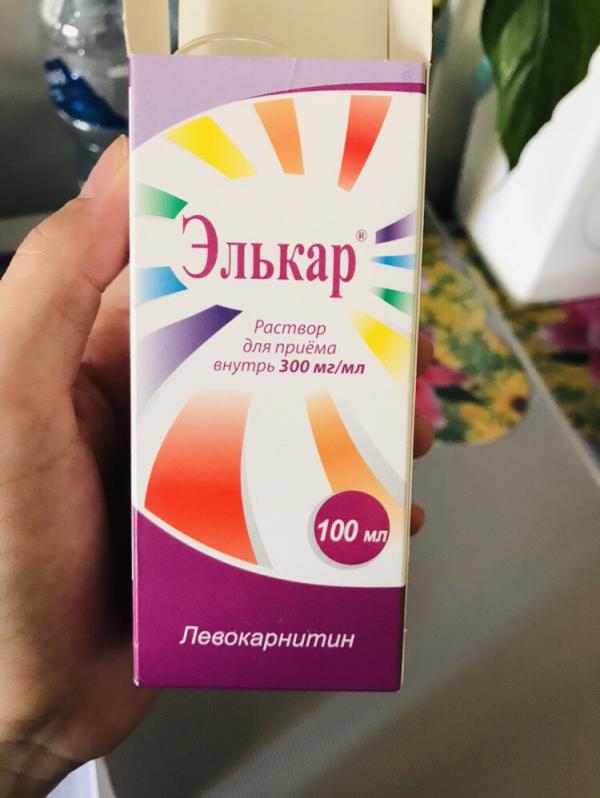 Элькар®
Раствор
для приёма
внутрь 300 мг/мл
100 мл
Левокарнитин